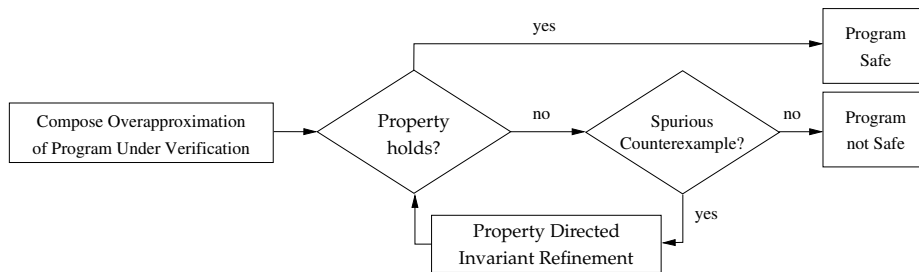 yes
Program
Safe
Compose Overapproximation
of Program Under Verification
Property
holds?
no
Spurious
Counterexample?
no
Program
not Safe
yes
Property Directed
Invariant Refinement